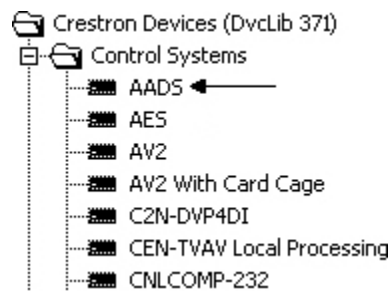 Crestron Devices (DvcLib 371)
Control Systems
AADS
AES
AV2
AV2 With Card Cage
C2N-DVP4DI
CEN-TVAV Local Processing
CNLCOMP-232